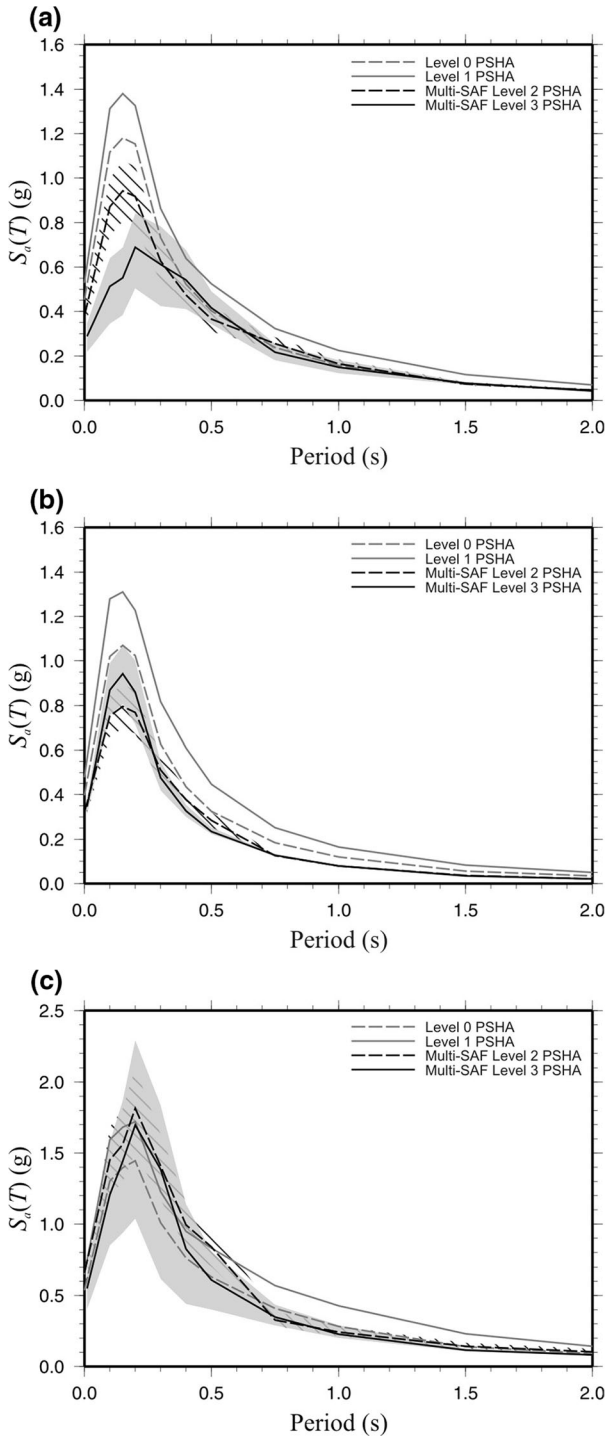 (a)
1.6
1.4
1.2
1.0
0.8
0.6
0.4
0.2
0.0
Sa(T) (g)
Level 0 PSHA
Level 1 PSHA
Multi-SAF Level 2 PSHA
Multi-SAF Level 3 PSHA
0.0 0.5 1.0 1.5 2.0
Period (s)
(b)
1.6
1.4
1.2
1.0
0.8
0.6
0.4
0.2
0.0
Sa(T) (g)
Level 0 PSHA
Level 1 PSHA
Multi-SAF Level 2 PSHA
Multi-SAF Level 3 PSHA
0.0 0.5 1.0 1.5 2.0
Period (s)
(c)
2.5
2.0
1.5
1.0
0.5
0.0
Sa(T) (g)
Level 0 PSHA
Level 1 PSHA
Multi-SAF Level 2 PSHA
Multi-SAF Level 3 PSHA
0.0 0.5 1.0 1.5 2.0
Period (s)